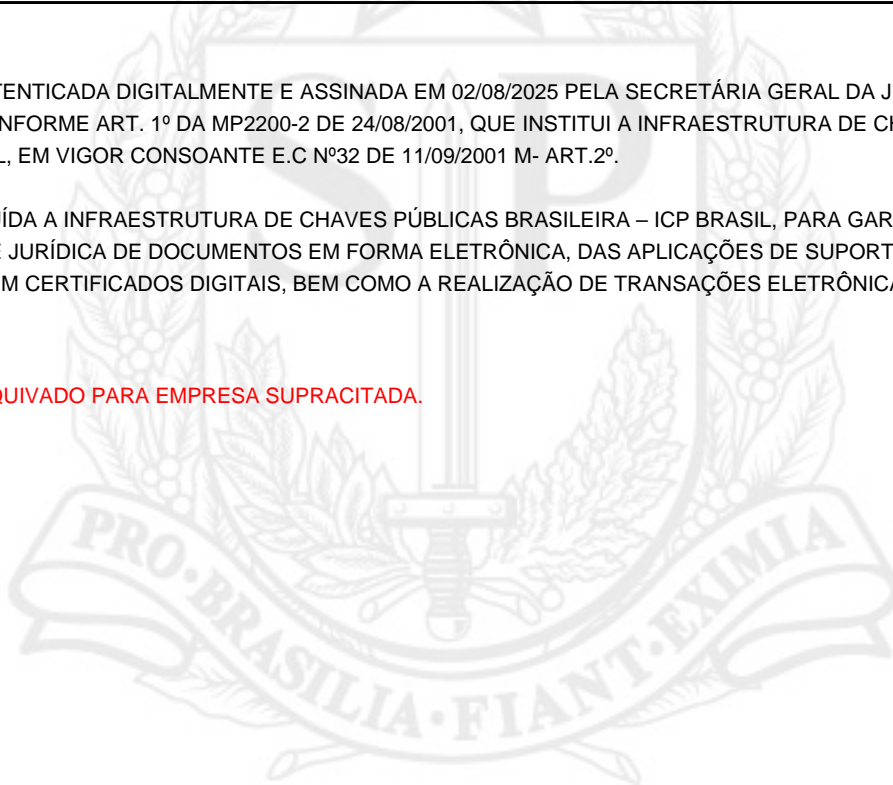 TENTICADA DIGITALMENTE E ASSINADA EM 02/08/2025 PELA SECRETÁRIA GERAL DA J
NFORME ART. 1º DA MP2200-2 DE 24/08/2001, QUE INSTITUI A INFRAESTRUTURA DE CH
L, EM VIGOR CONSOANTE E.C Nº32 DE 11/09/2001 M- ART.2º.
ÍDA A INFRAESTRUTURA DE CHAVES PÚBLICAS BRASILEIRA – ICP BRASIL, PARA GAR
E JURÍDICA DE DOCUMENTOS EM FORMA ELETRÔNICA, DAS APLICAÇÕES DE SUPORT
M CERTIFICADOS DIGITAIS, BEM COMO A REALIZAÇÃO DE TRANSAÇÕES ELETRÔNICA
QUIVADO PARA EMPRESA SUPRACITADA.
SP
PRO·BRASILIA·FIANT·EXIMIA